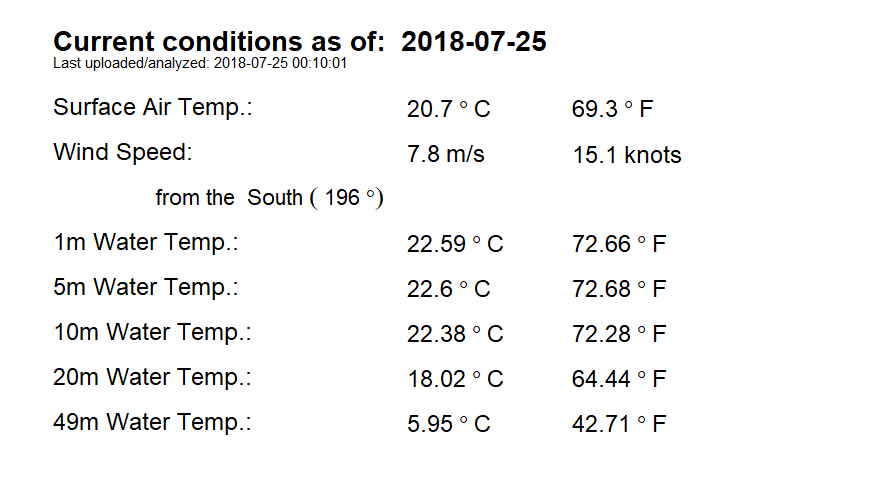 Current conditions as of: 2018-07-25
Last uploaded/analyzed: 2018-07-25 00:10:01
Surface Air Temp.: 20.7 ° C 69.3 ° F
Wind Speed: 7.8 m/s 15.1 knots
from the South ( 196 °)
1m Water Temp.: 22.59 ° C 72.66 ° F
5m Water Temp.: 22.6 ° C 72.68 ° F
10m Water Temp.: 22.38 ° C 72.28 ° F
20m Water Temp.: 18.02 ° C 64.44 ° F
49m Water Temp.: 5.95 ° C 42.71 ° F